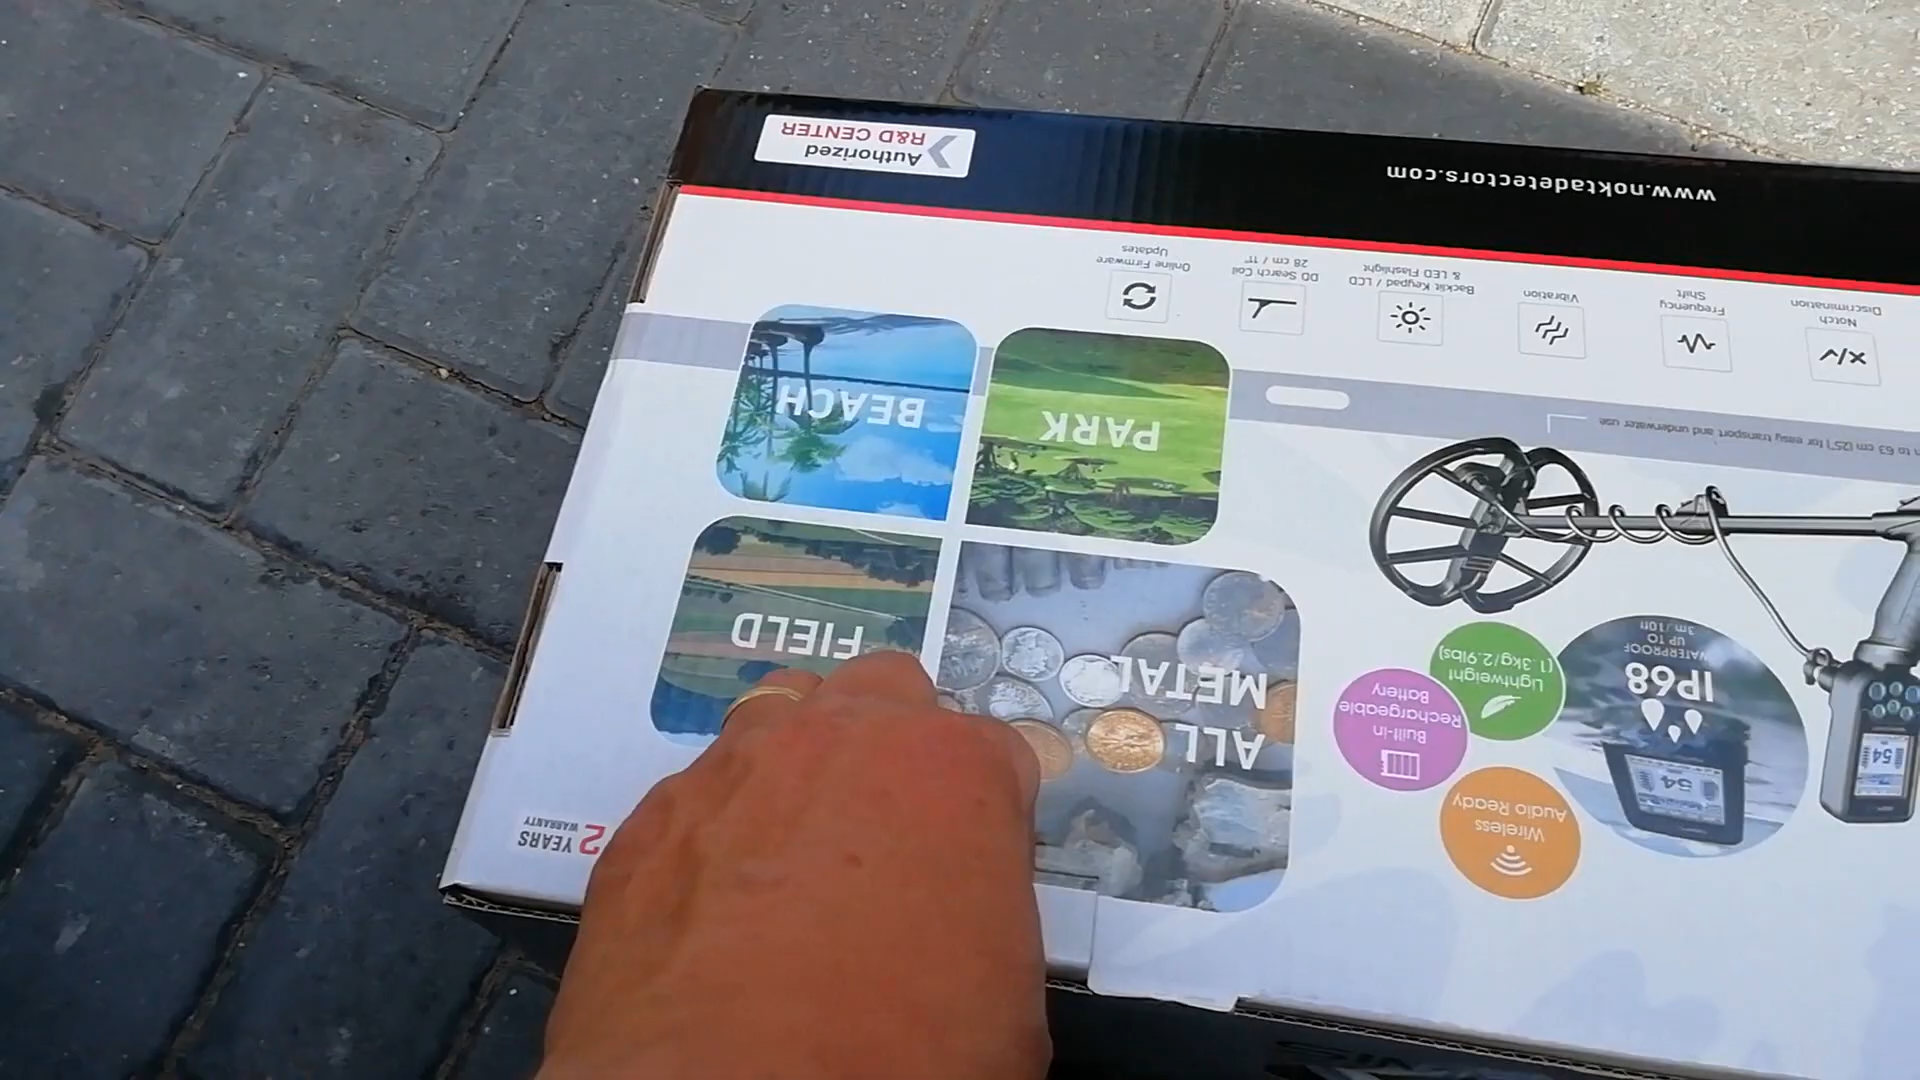 ALL
METAL
FIELD
PARK
BEACH
2 YEARS
WARRANTY
Wireless
Audio Ready
Built-in
Rechargeable
Battery
Lightweight
(1.3kg/2.9lbs)
IP68
WATERPROOF
UP TO
3m/10ft
54
54
to 63 cm (25") for easy transport and underwater use
Notch
Discrimination
Frequency
Shift
Vibration
Backlit Keypad / LCD
& LED Flashlight
DD Search Coil
28 cm / 11"
Online Firmware
Updates
www.noktadetectors.com
Authorized
R&D CENTER